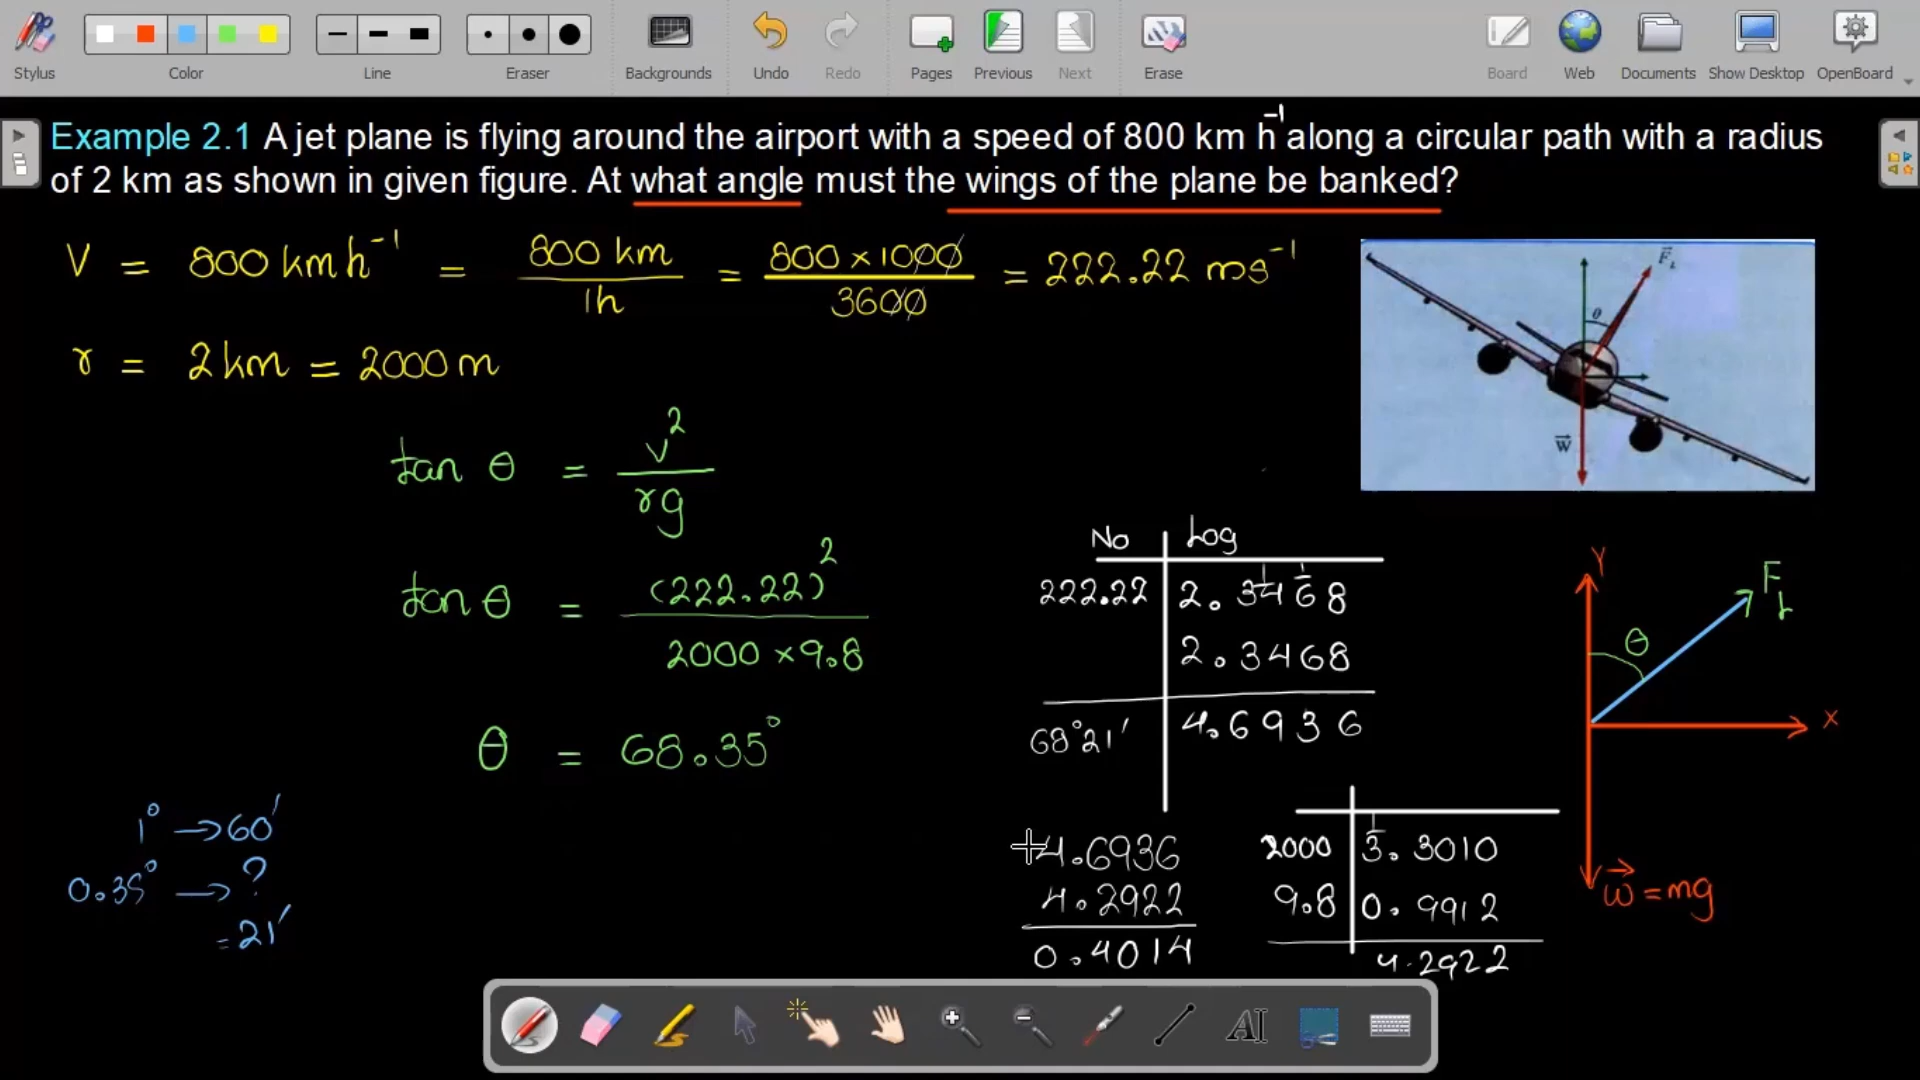 Stylus Color Line Eraser Backgrounds Undo Redo Pages Previous Next Erase Board Web Documents Show Desktop OpenBoard
Example 2.1 A jet plane is flying around the airport with a speed of 800 km h⁻¹ along a circular path with a radius
of 2 km as shown in given figure. At what angle must the wings of the plane be banked?
V = 800 km h⁻¹ = 800 km / 1h = 800 × 1000 / 3600 = 222.22 ms⁻¹
r = 2 km = 2000 m
tan θ = v² / rg
tan θ = (222.22)² / 2000 × 9.8
θ = 68.35°
1° → 60′
0.35° → ?
= 21′
F_L
θ
W
No Log
222.22 2.3468
2.3468
68°21′ 4.6936
4.6936
4.2922
0.4014
2000 3.3010
9.8 0.9912
4.2922
Y
F_L
θ
X
w = mg
AI